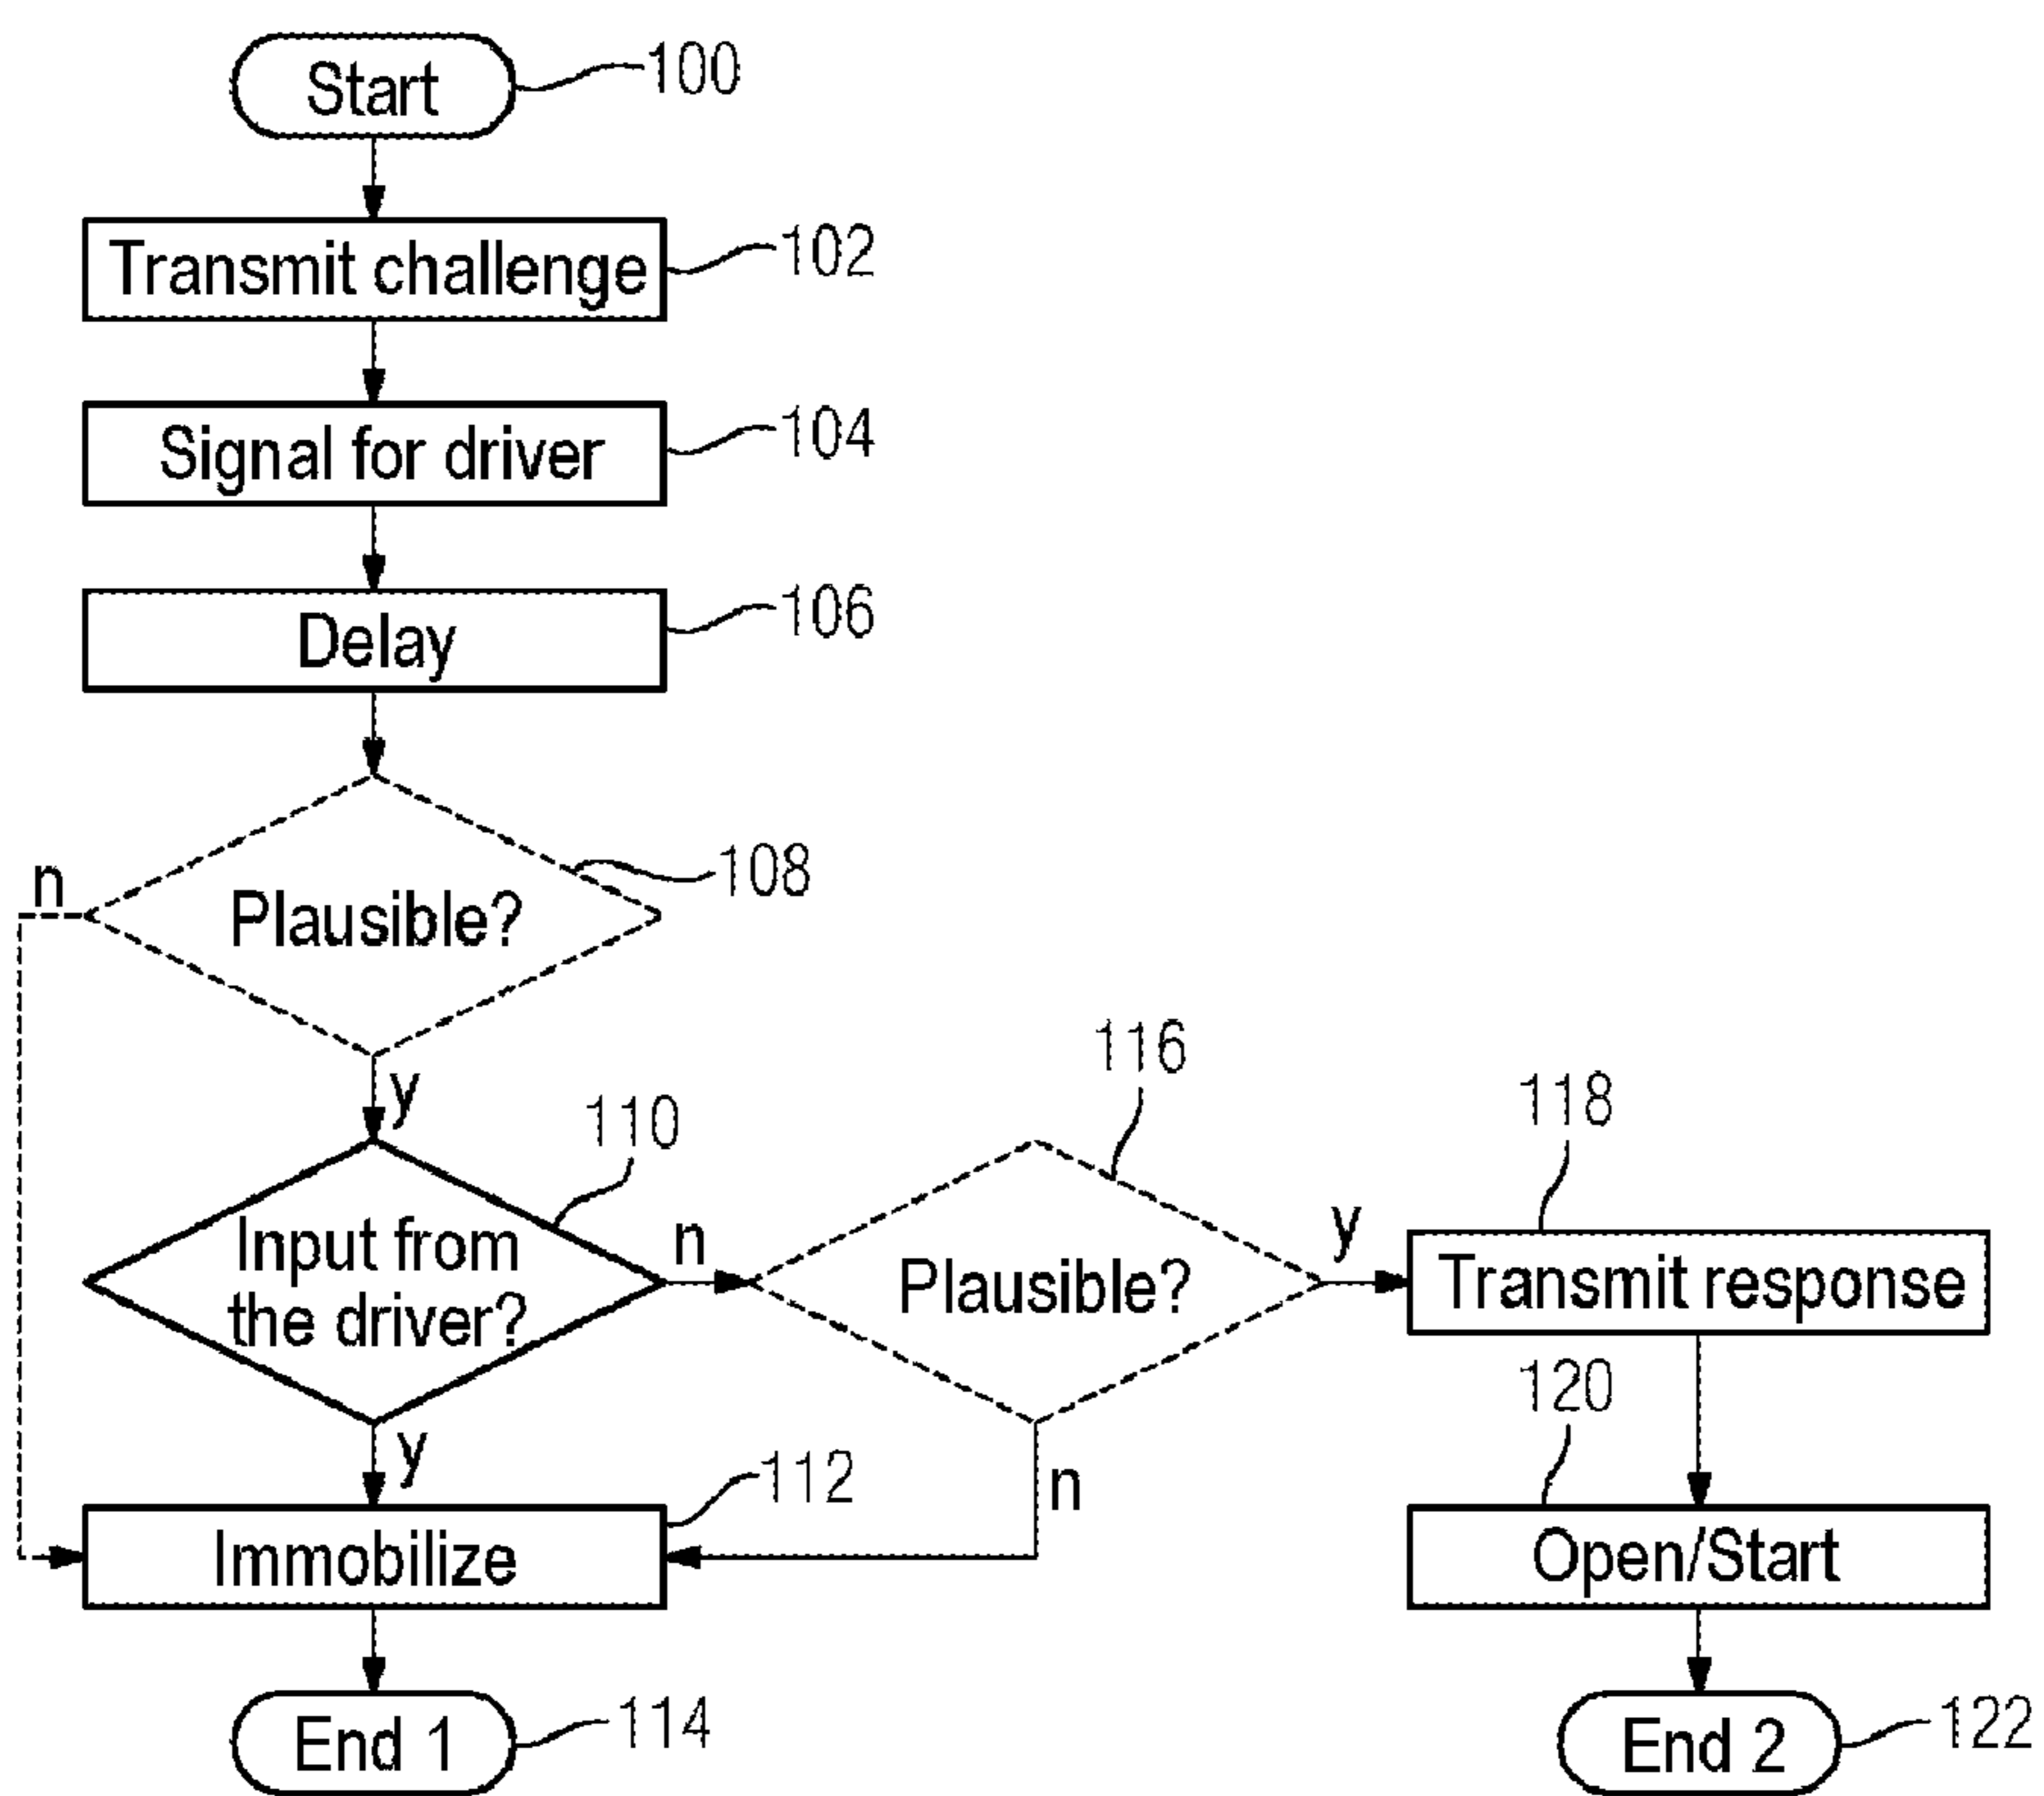 Start
100
Transmit challenge
102
Signal for driver
104
Delay
106
Plausible?
108
n
y
Input from
the driver?
110
n
y
Plausible?
116
y
n
Transmit response
118
Open/Start
120
Immobilize
112
End 1
114
End 2
122